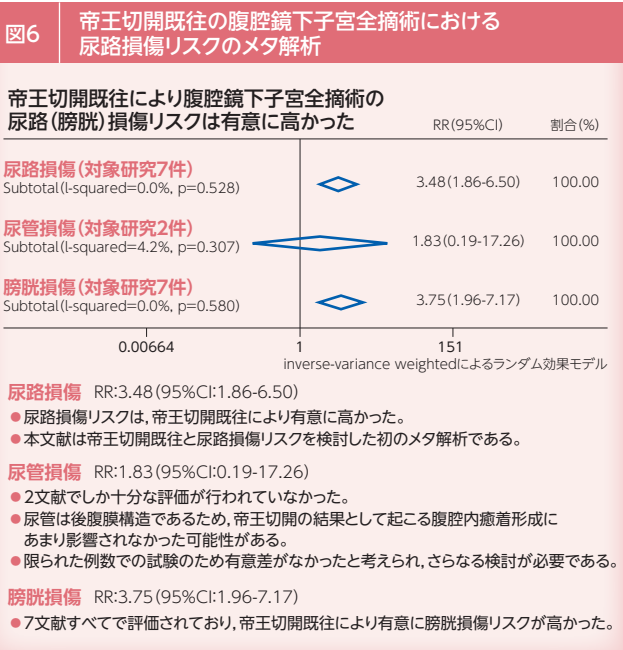 図6
帝王切開既往の腹腔鏡下子宮全摘術における
尿路損傷リスクのメタ解析
帝王切開既往により腹腔鏡下子宮全摘術の
尿路(膀胱)損傷リスクは有意に高かった
RR(95%CI) 割合(%)
尿路損傷(対象研究7件)
Subtotal(l-squared=0.0%, p=0.528) 3.48(1.86-6.50) 100.00
尿管損傷(対象研究2件)
Subtotal(l-squared=4.2%, p=0.307) 1.83(0.19-17.26) 100.00
膀胱損傷(対象研究7件)
Subtotal(l-squared=0.0%, p=0.580) 3.75(1.96-7.17) 100.00
0.00664 1 151
inverse-variance weightedによるランダム効果モデル
尿路損傷 RR:3.48(95%CI:1.86-6.50)
●尿路損傷リスクは,帝王切開既往により有意に高かった。
●本文献は帝王切開既往と尿路損傷リスクを検討した初のメタ解析である。
尿管損傷 RR:1.83(95%CI:0.19-17.26)
●2文献でしか十分な評価が行われていなかった。
●尿管は後腹膜構造であるため,帝王切開の結果として起こる腹腔内癒着形成に
あまり影響されなかった可能性がある。
●限られた例数での試験のため有意差がなかったと考えられ,さらなる検討が必要である。
膀胱損傷 RR:3.75(95%CI:1.96-7.17)
●7文献すべてで評価されており,帝王切開既往により有意に膀胱損傷リスクが高かった。